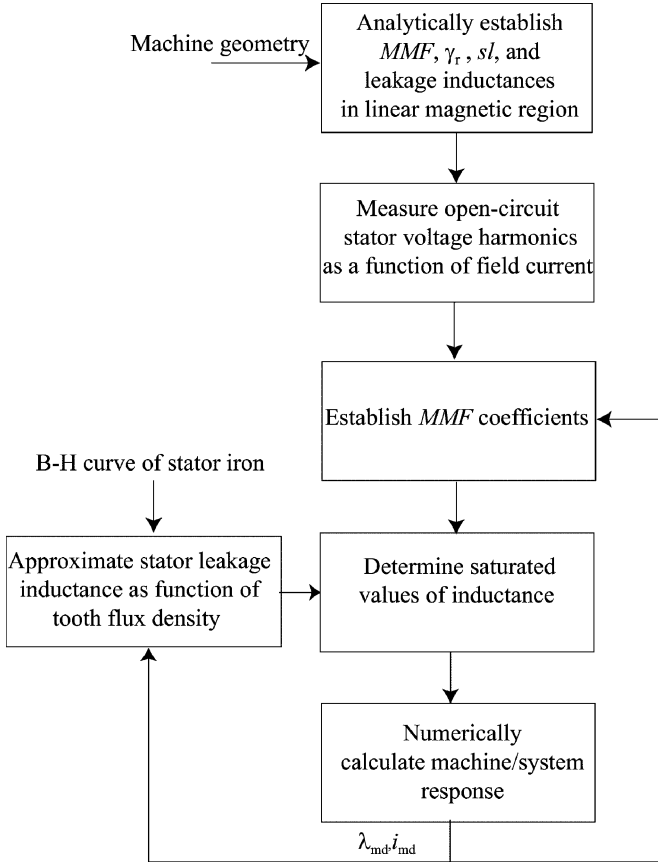 Machine geometry
Analytically establish
MMF, γr , sl, and
leakage inductances
in linear magnetic region
Measure open-circuit
stator voltage harmonics
as a function of field current
Establish MMF coefficients
B-H curve of stator iron
Approximate stator leakage
inductance as function of
tooth flux density
Determine saturated
values of inductance
Numerically
calculate machine/system
response
λmd,imd